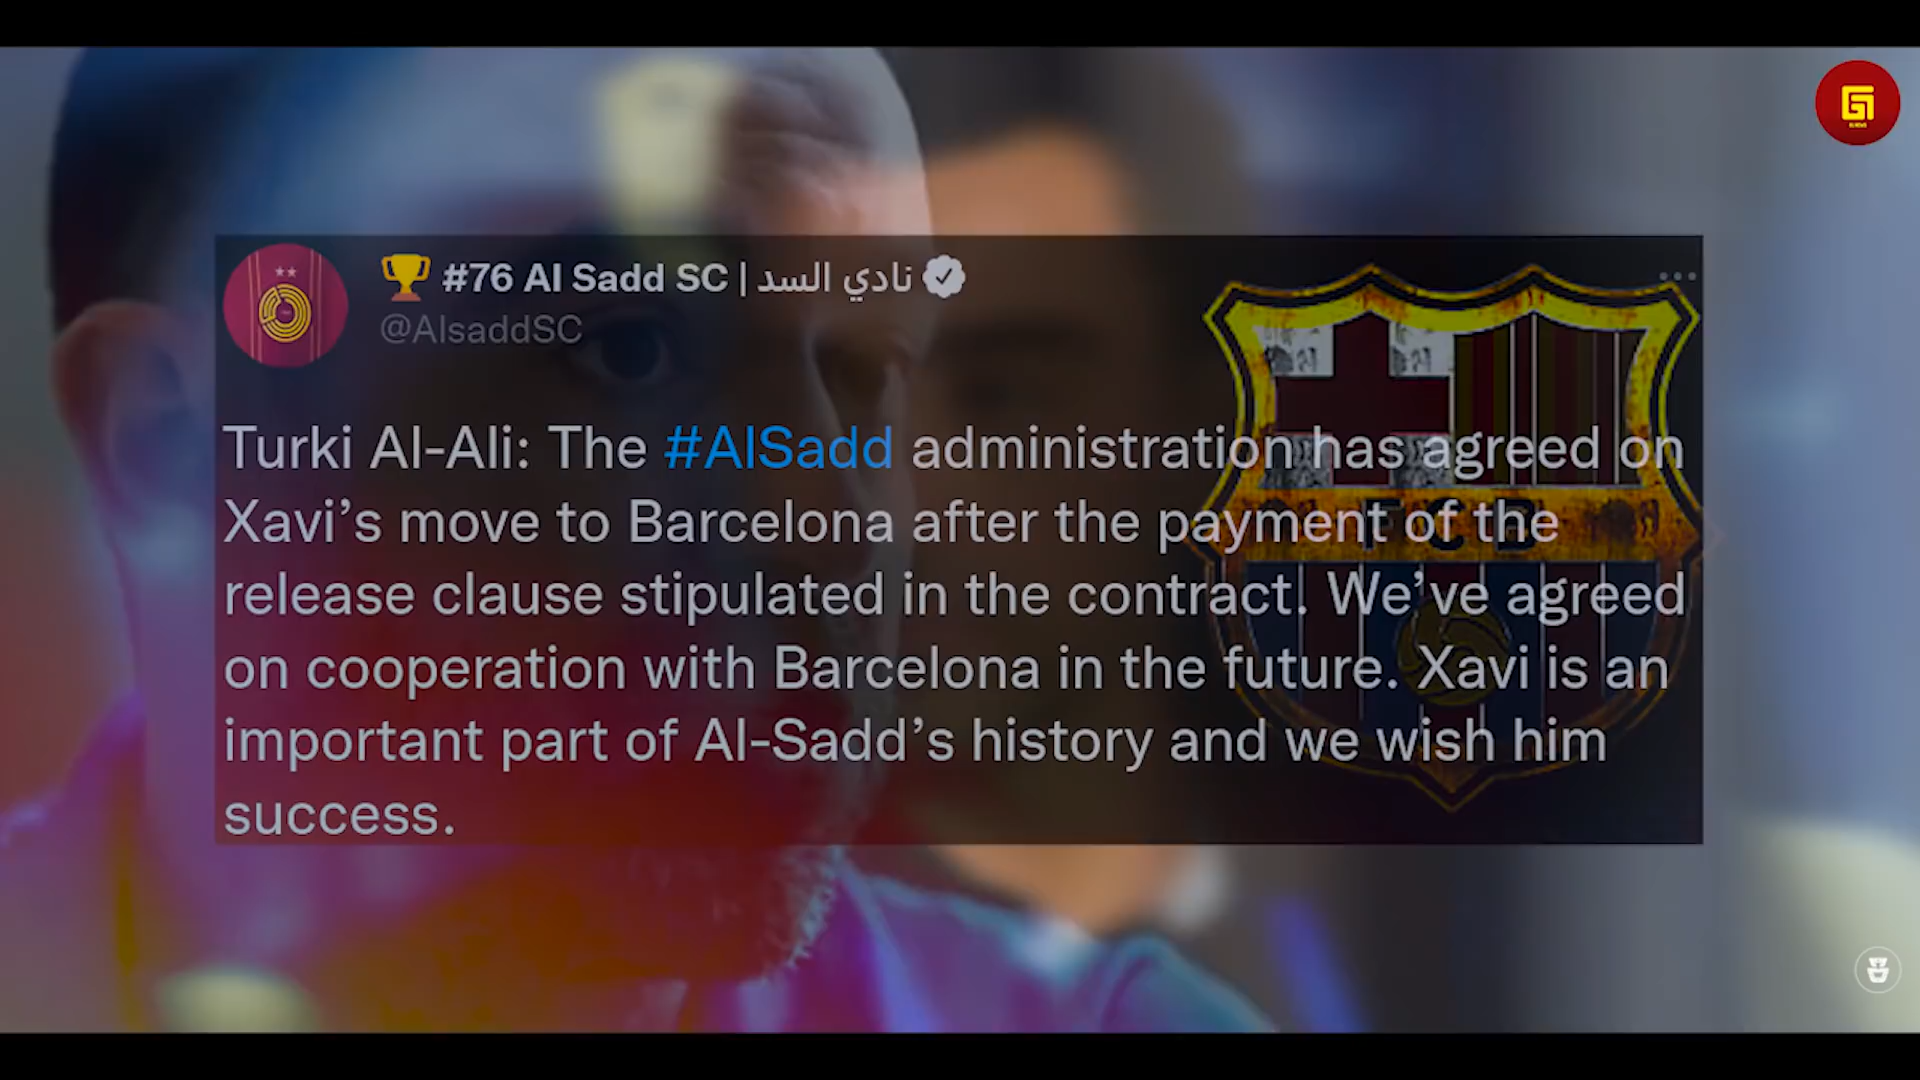 🏆 #76 Al Sadd SC | نادي السد
@AlsaddSC
Turki Al-Ali: The #AlSadd administration has agreed on
Xavi’s move to Barcelona after the payment of the
release clause stipulated in the contract. We’ve agreed
on cooperation with Barcelona in the future. Xavi is an
important part of Al-Sadd’s history and we wish him
success.
FCB